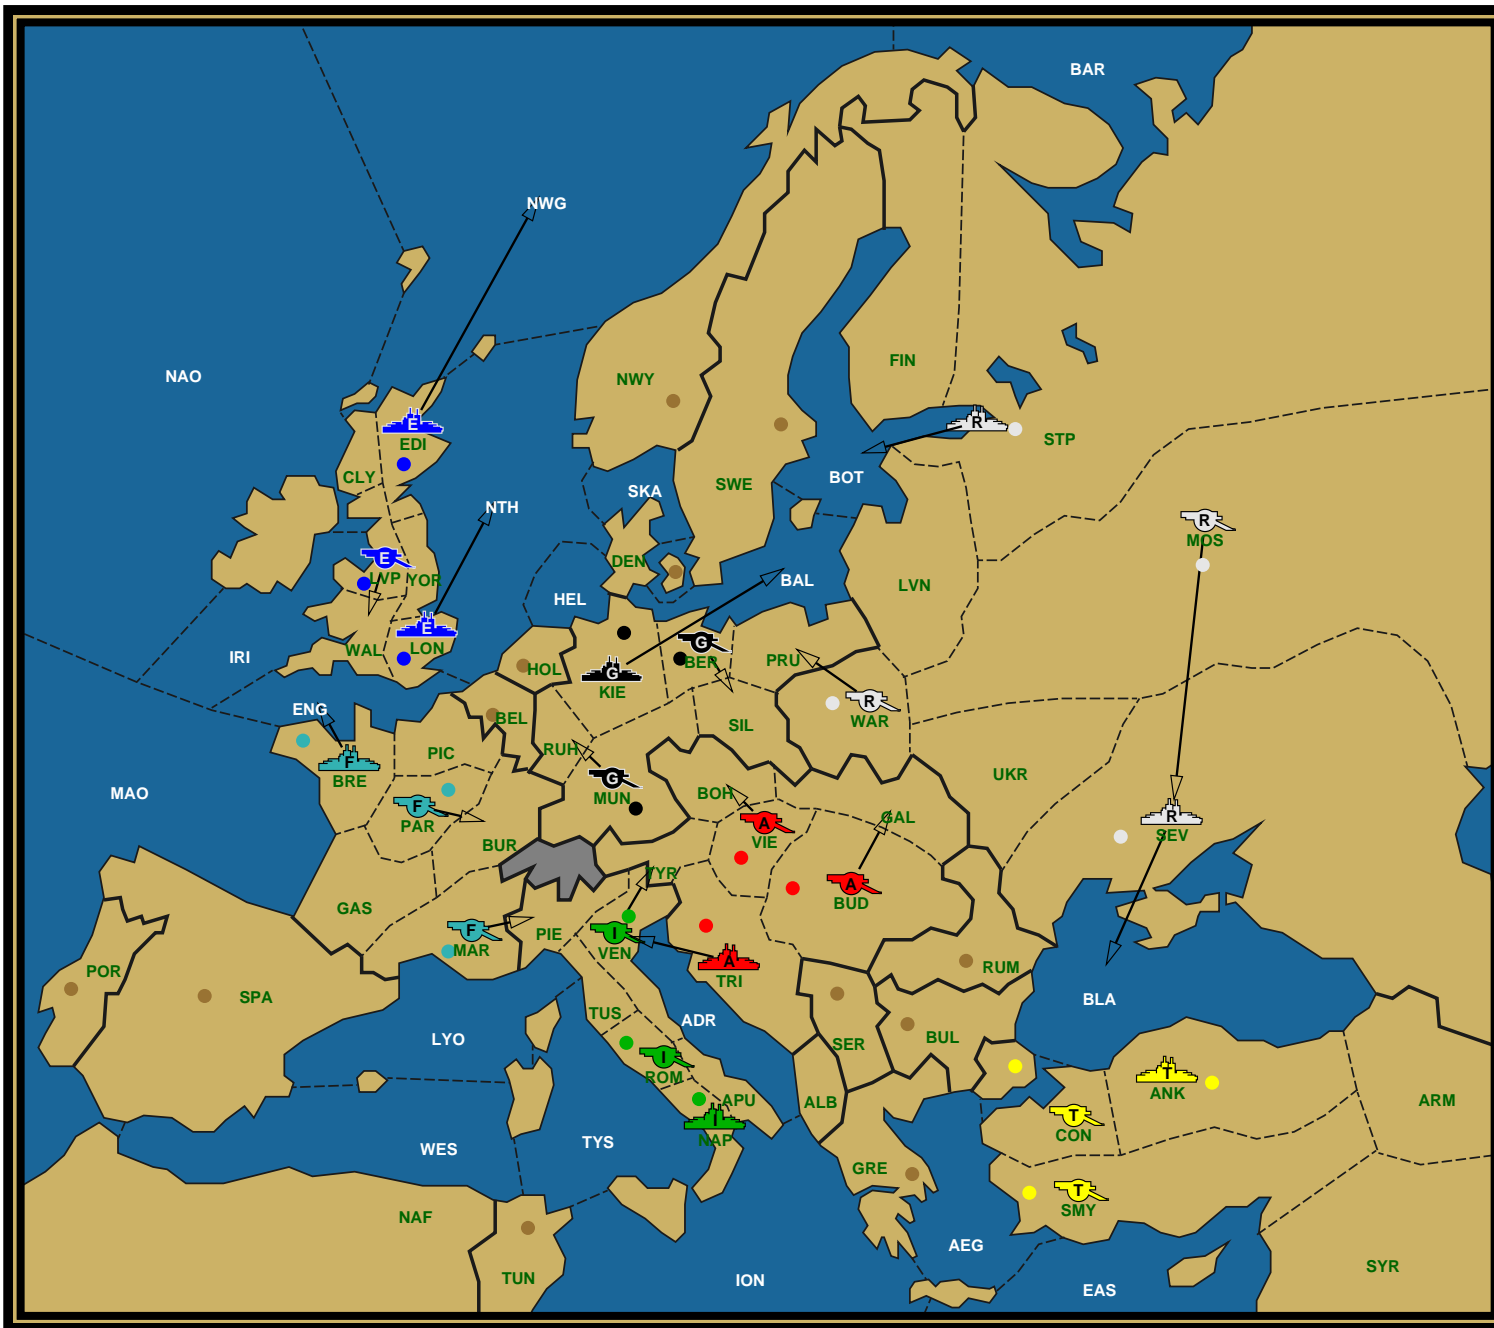 BAR
NWG
NAO
FIN
NWY
R
STP
E
EDI
CLY
BOT
SWE
SKA
NTH
R
MOS
E
LVP
YOR
DEN
BAL
LVN
HEL
E
LON
WAL
IRI
G
BER
PRU
HOL
G
KIE
R
WAR
ENG
BEL
SIL
RUH
PIC
F
BRE
G
MUN
UKR
MAO
BOH
F
PAR
A
VIE
GAL
R
SEV
BUR
TYR
A
BUD
GAS
F
MAR
PIE
I
VEN
A
TRI
RUM
POR
SPA
BLA
TUS
ADR
LYO
SER
BUL
I
ROM
T
ANK
APU
ALB
ARM
I
NAP
T
CON
WES
TYS
GRE
T
SMY
NAF
AEG
TUN
ION
EAS
SYR